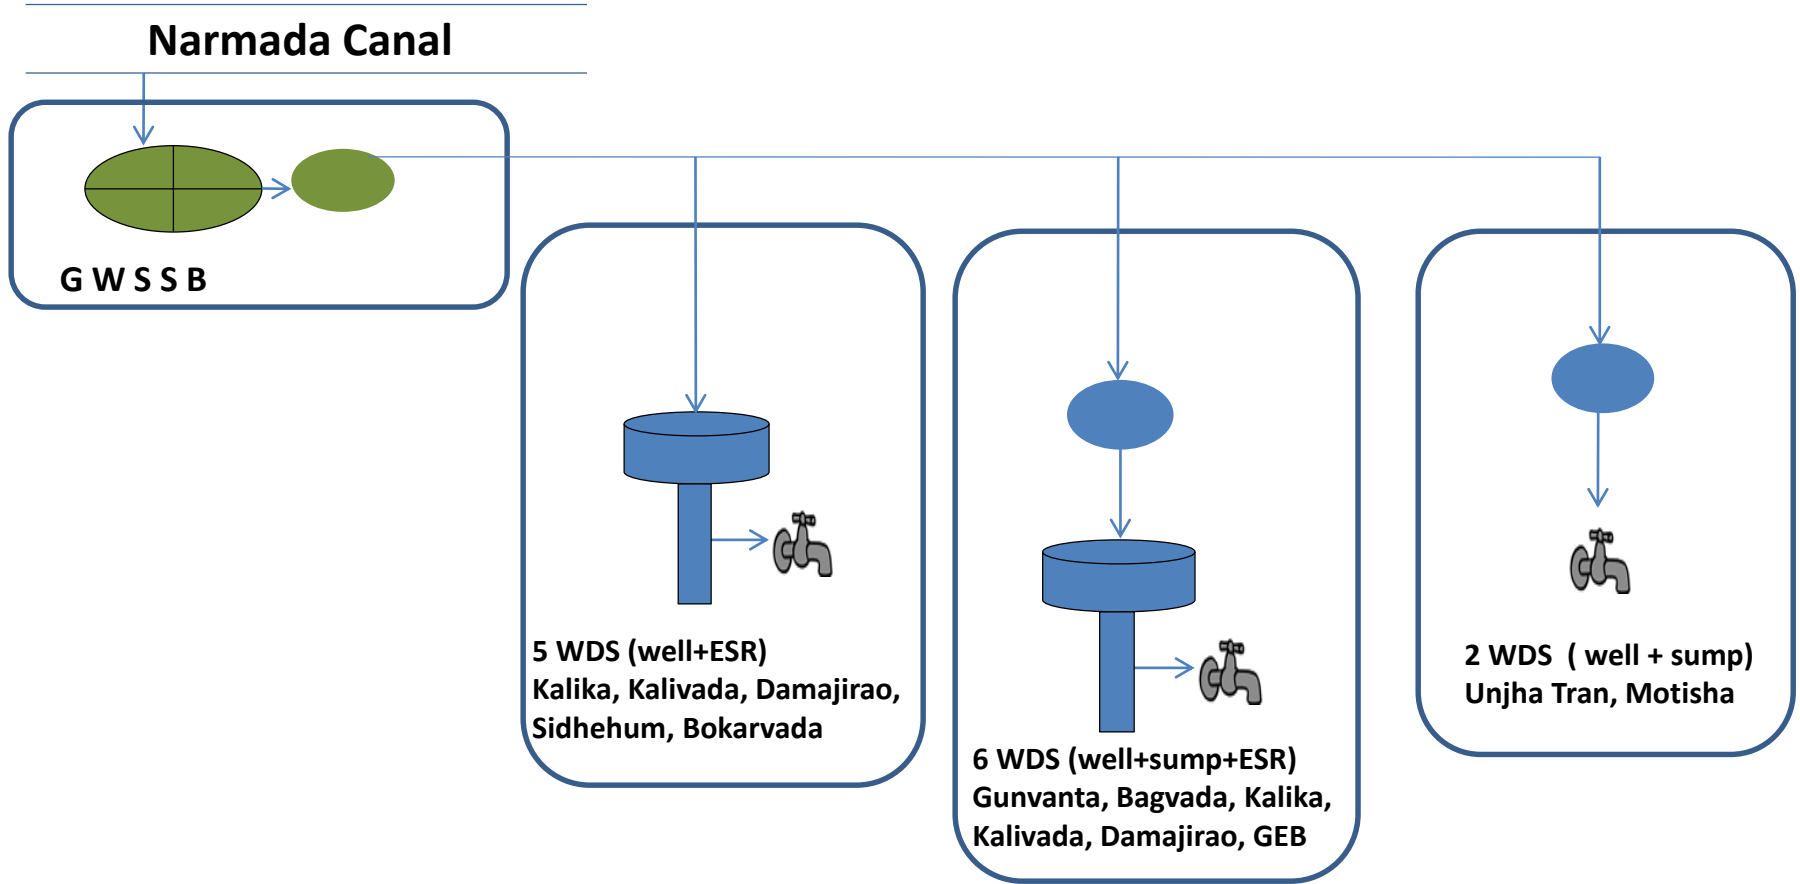 Narmada Canal
G W S S B
5 WDS (well+ESR)
Kalika, Kalivada, Damajirao,
Sidhehum, Bokarvada
6 WDS (well+sump+ESR)
Gunvanta, Bagvada, Kalika,
Kalivada, Damajirao, GEB
2 WDS ( well + sump)
Unjha Tran, Motisha